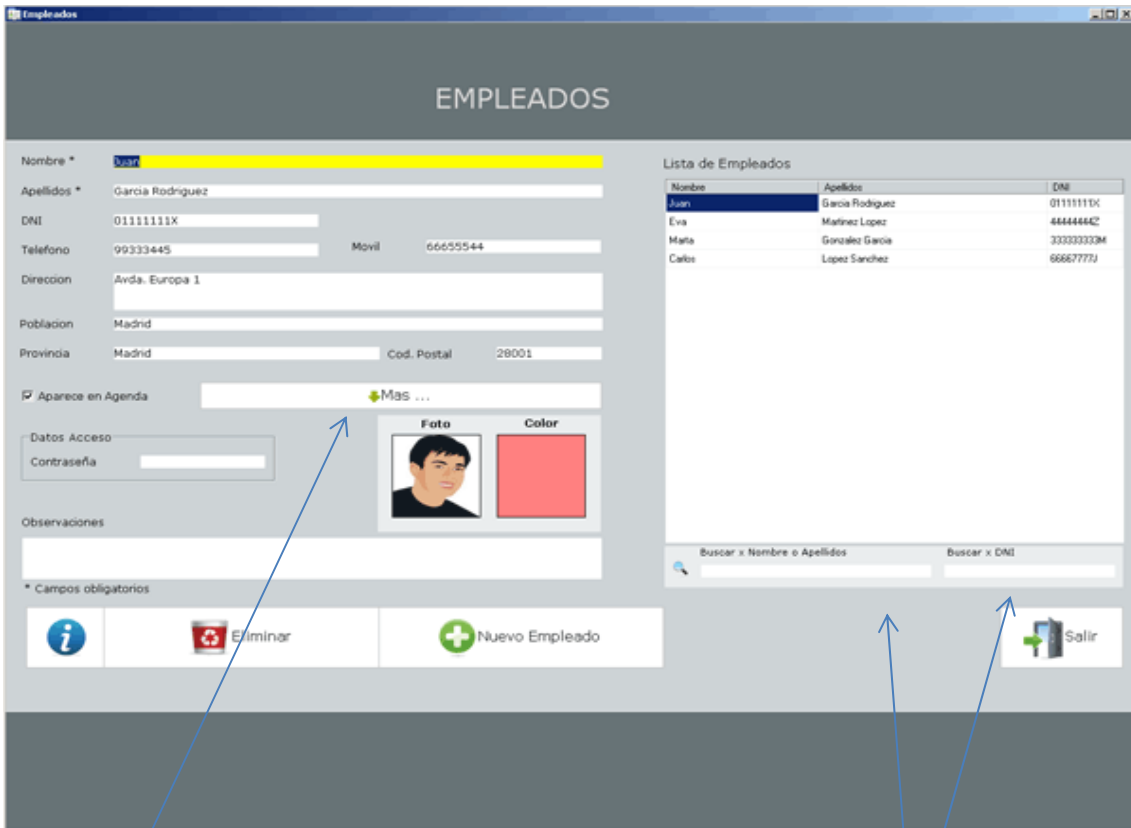 Empleados
EMPLEADOS
Nombre * Juan
Apellidos * Garcia Rodriguez
DNI 01111111X
Telefono 99333445 Movil 66655544
Direccion Avda. Europa 1
Poblacion Madrid
Provincia Madrid Cod. Postal 28001
Aparece en Agenda Mas ...
Datos Acceso
Contraseña
Foto Color
Observaciones
* Campos obligatorios
Eliminar Nuevo Empleado
Lista de Empleados
Nombre Apellidos DNI
Juan Garcia Rodriguez 01111111X
Eva Martinez Lopez 44444444Z
Marta Gonzalez Garcia 333333333M
Carlos Lopez Sanchez 66667777J
Buscar x Nombre o Apellidos Buscar x DNI
Salir